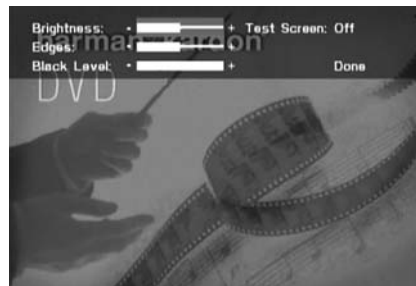 Brightness: - + Test Screen: Off
harman/kardon
Edges: - +
Black Level: - + Done
DVD